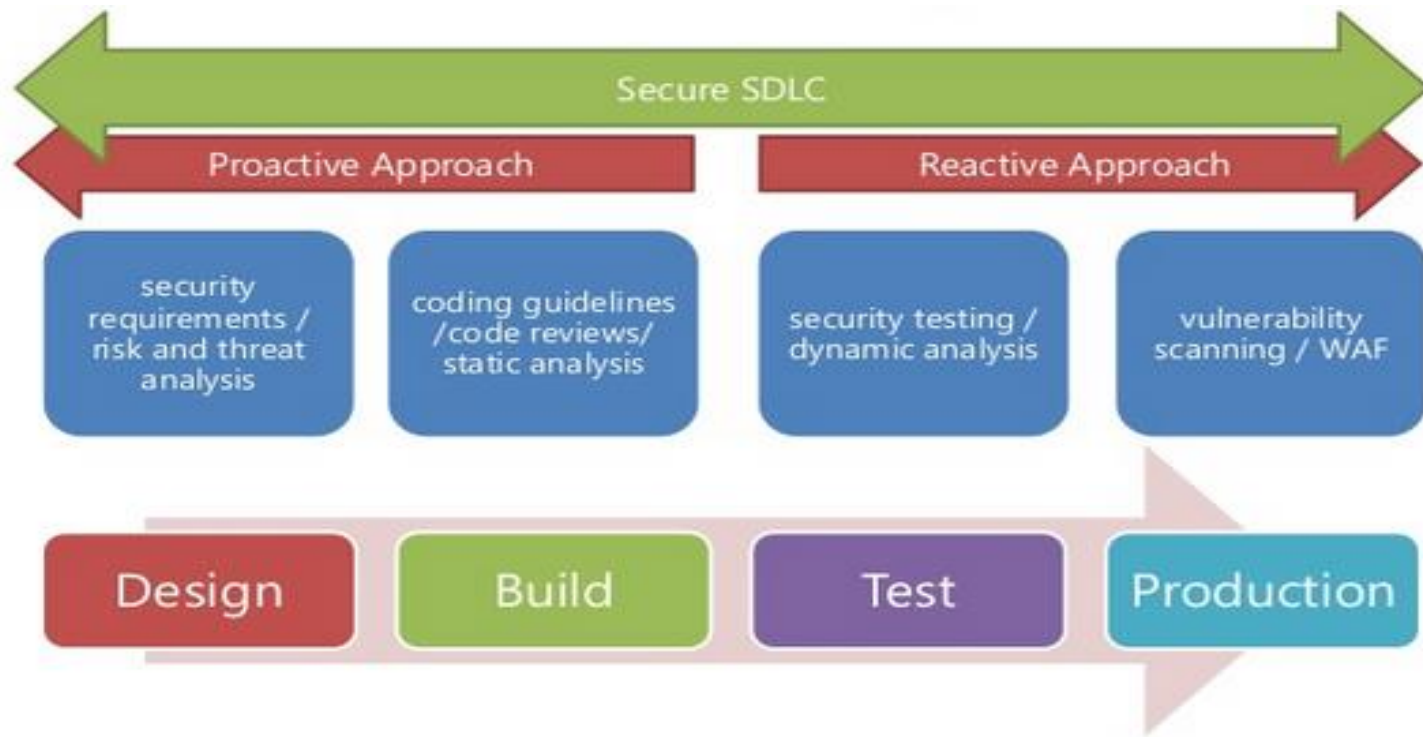 Secure SDLC
Proactive Approach
Reactive Approach
security
requirements /
risk and threat
analysis
coding guidelines
/code reviews/
static analysis
security testing /
dynamic analysis
vulnerability
scanning / WAF
Design
Build
Test
Production